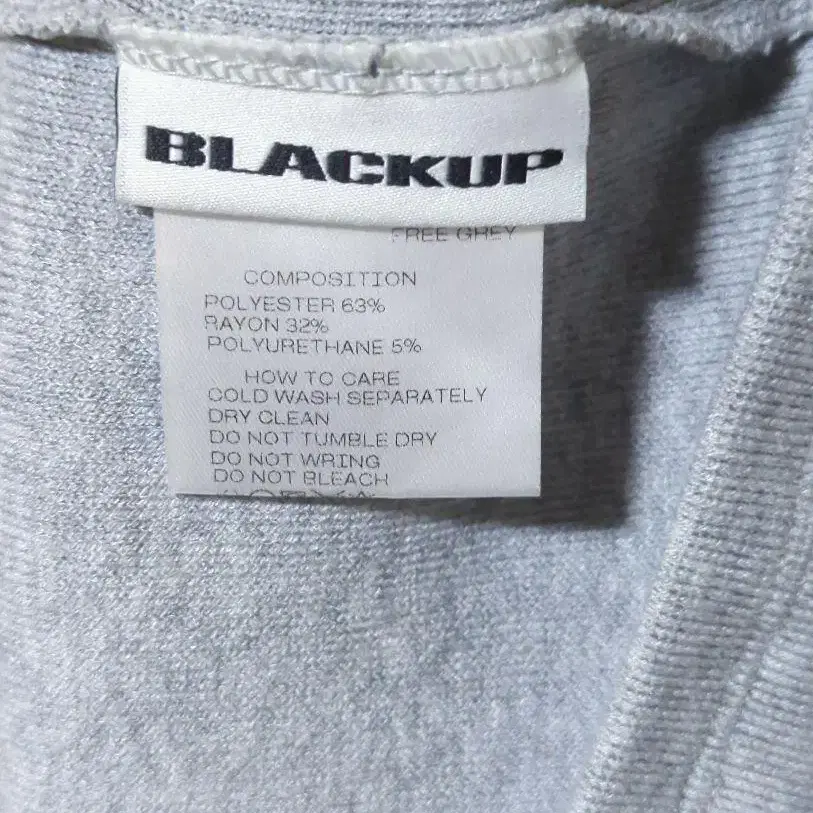 BLACKUP
FREE GREY
COMPOSITION
POLYESTER 63%
RAYON 32%
POLYURETHANE 5%
HOW TO CARE
COLD WASH SEPARATELY
DRY CLEAN
DO NOT TUMBLE DRY
DO NOT WRING
DO NOT BLEACH